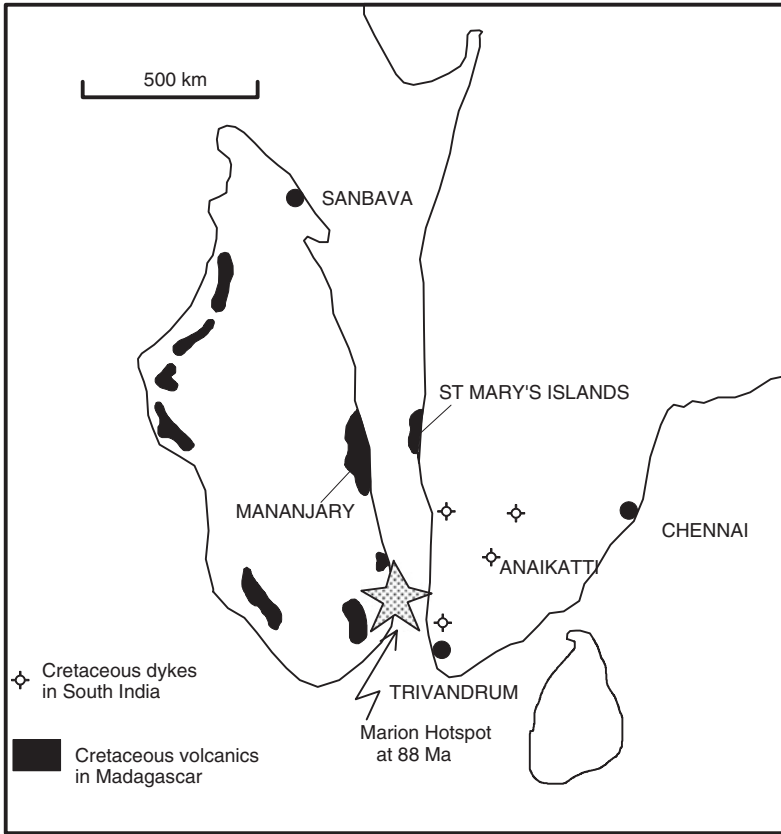 500 km
SANBAVA
ST MARY'S ISLANDS
MANANJARY
CHENNAI
ANAIKATTI
TRIVANDRUM
Cretaceous dykes
in South India
Marion Hotspot
at 88 Ma
Cretaceous volcanics
in Madagascar